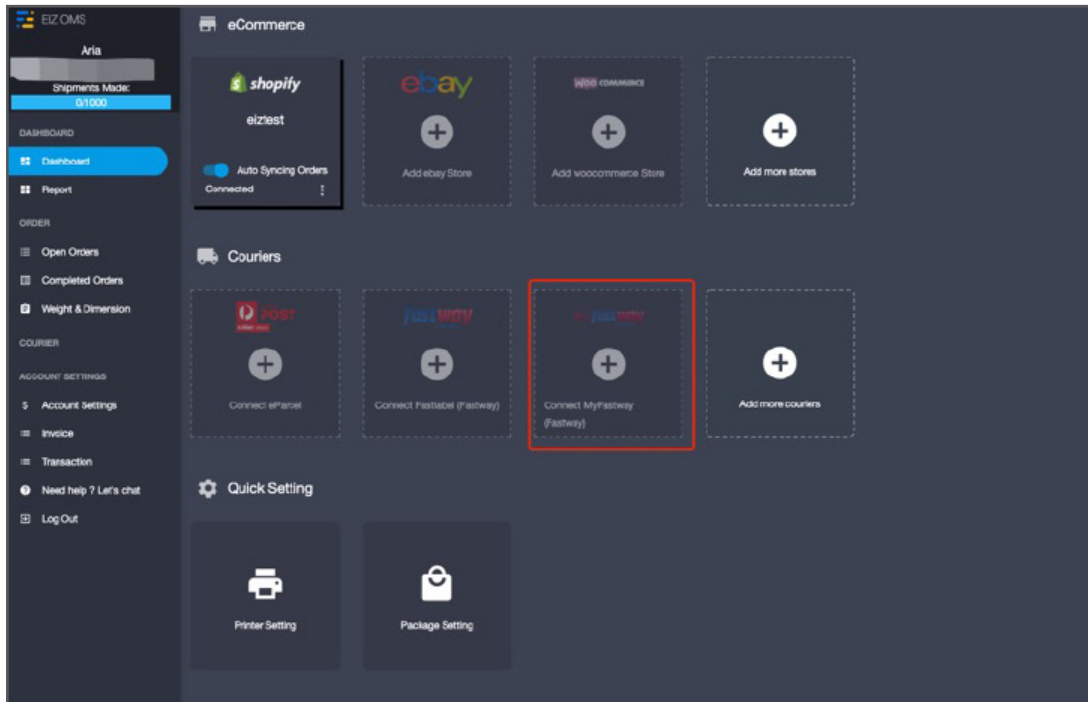 EIZ OMS
Aria
Shipments Made:
0/1000
DASHBOARD
Dashboard
Report
ORDER
Open Orders
Completed Orders
Weight & Dimension
COURIER
ACCOUNT SETTINGS
$ Account Settings
Invoice
Transaction
Need help ? Let's chat
Log Out
eCommerce
shopify
eiztest
Auto Syncing Orders
Connected
ebay
Add ebay Store
WOO COMMERCE
Add woocommerce Store
Add more stores
Couriers
POST
Connect eParcel
fastway
Connect Fastlabel (Fastway)
fastway
Connect MyFastway
(Fastway)
Add more couriers
Quick Setting
Printer Setting
Package Setting